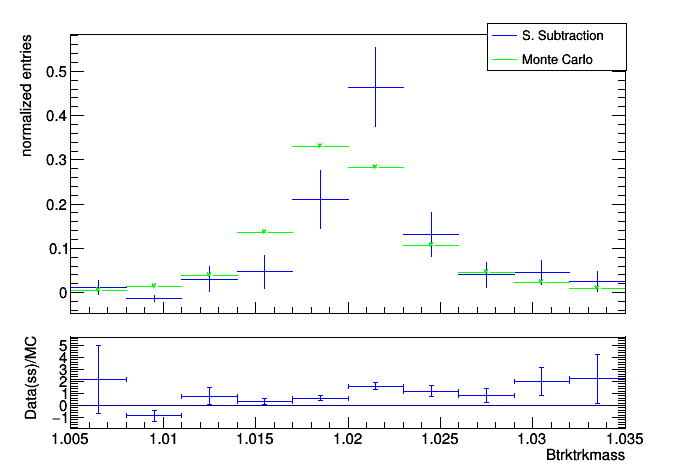 S. Subtraction
Monte Carlo
normalized entries
0.5
0.4
0.3
0.2
0.1
0
Data(ss)/MC
5
4
3
2
1
0
−1
1.005 1.01 1.015 1.02 1.025 1.03 1.035
Btrktrkmass